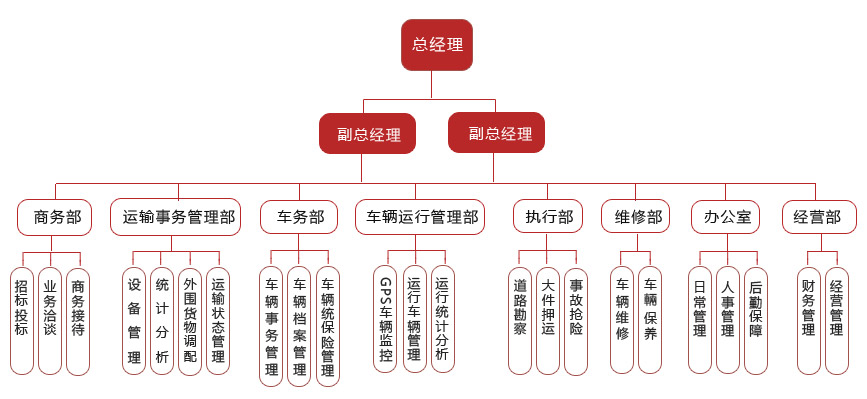 总经理
副总经理
副总经理
商务部
运输事务管理部
车务部
车辆运行管理部
执行部
维修部
办公室
经营部
招标投标
业务洽谈
商务接待
设备管理
统计分析
外围货物调配
运输状态管理
车辆事务管理
车辆档案管理
车辆统保险管理
GPS车辆监控
运行车辆管理
运行统计分析
道路勘察
大件押运
事故抢险
车辆维修
车輛保养
日常管理
人事管理
后勤保障
财务管理
经营管理